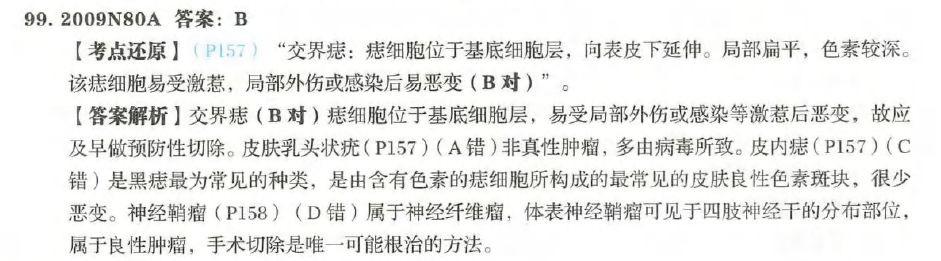 99. 2009N80A 答案：B
【考点还原】（P157）“交界痣：痣细胞位于基底细胞层，向表皮下延伸。局部扁平，色素较深。
该痣细胞易受激惹，局部外伤或感染后易恶变（B对）”。
【答案解析】交界痣（B对）痣细胞位于基底细胞层，易受局部外伤或感染等激惹后恶变，故应
及早做预防性切除。皮肤乳头状疣（P157）（A错）非真性肿瘤，多由病毒所致。皮内痣（P157）（C
错）是黑痣最为常见的种类，是由含有色素的痣细胞所构成的最常见的皮肤良性色素斑块，很少
恶变。神经鞘瘤（P158）（D错）属于神经纤维瘤，体表神经鞘瘤可见于四肢神经干的分布部位，
属于良性肿瘤，手术切除是唯一可能根治的方法。